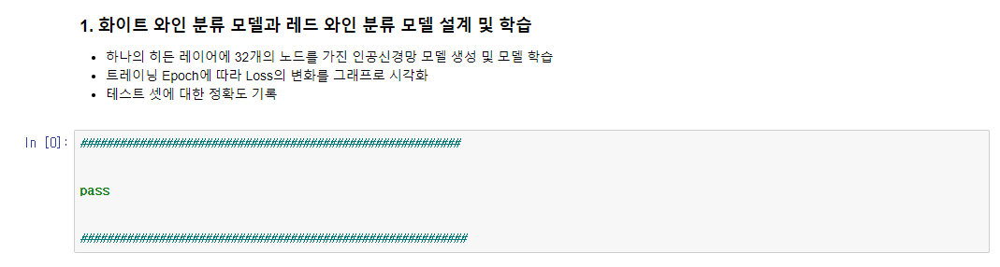 1. 화이트 와인 분류 모델과 레드 와인 분류 모델 설계 및 학습
• 하나의 히든 레이어에 32개의 노드를 가진 인공신경망 모델 생성 및 모델 학습
• 트레이닝 Epoch에 따라 Loss의 변화를 그래프로 시각화
• 테스트 셋에 대한 정확도 기록
In [0]: ##########################################################
pass
###########################################################